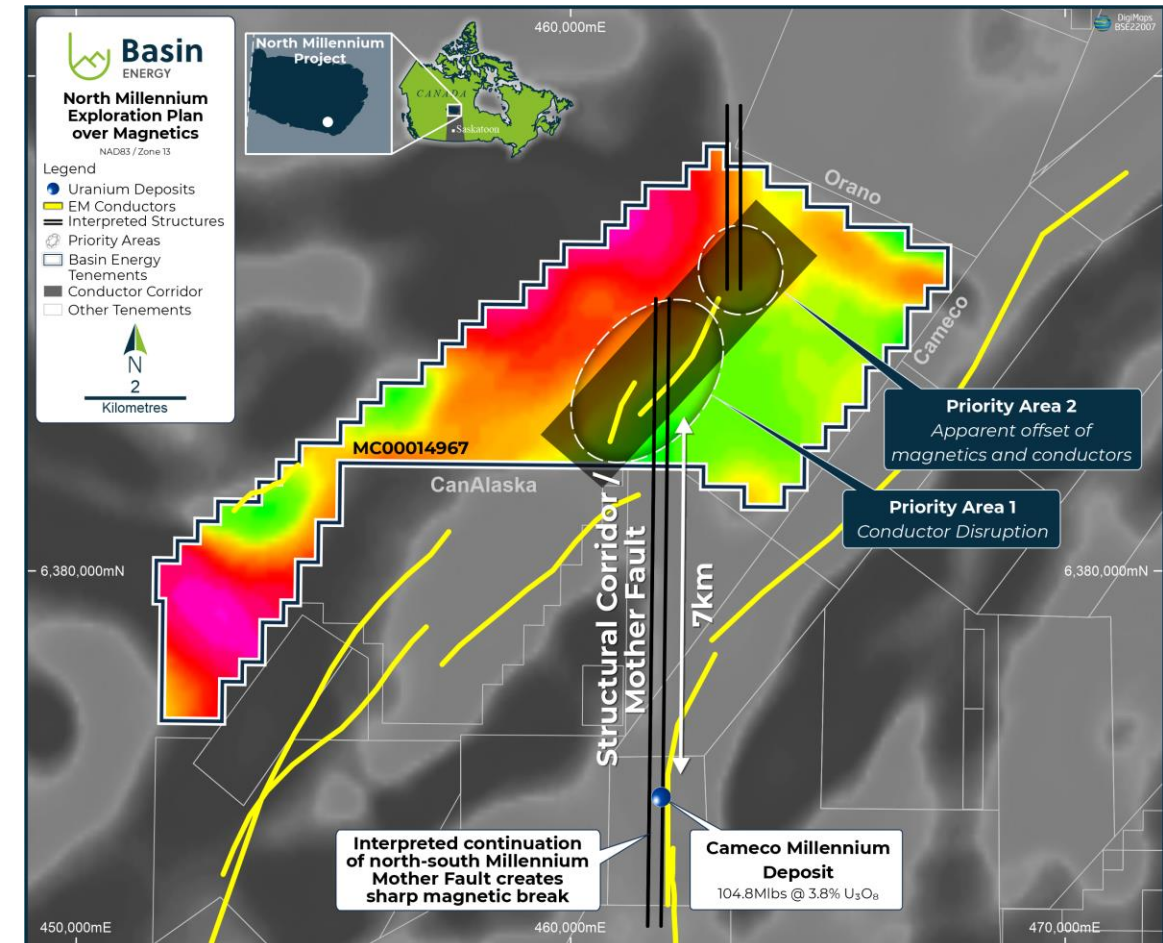 Basin
ENERGY
North Millennium
Exploration Plan
over Magnetics
NAD83 / Zone 13
Legend
Uranium Deposits
EM Conductors
Interpreted Structures
Priority Areas
Basin Energy
Tenements
Conductor Corridor
Other Tenements
N
2
Kilometres
North Millennium
Project
CANADA
Saskatoon
460,000mE
DigiMaps
BSE22007
Orano
Cameco
Priority Area 2
Apparent offset of
magnetics and conductors
Priority Area 1
Conductor Disruption
MC00014967
CanAlaska
6,380,000mN
6,380,000mN
Structural Corridor /
Mother Fault
7km
Interpreted continuation
of north-south Millennium
Mother Fault creates
sharp magnetic break
Cameco Millennium
Deposit
104.8Mlbs @ 3.8% U₃O₈
450,000mE
460,000mE
470,000mE